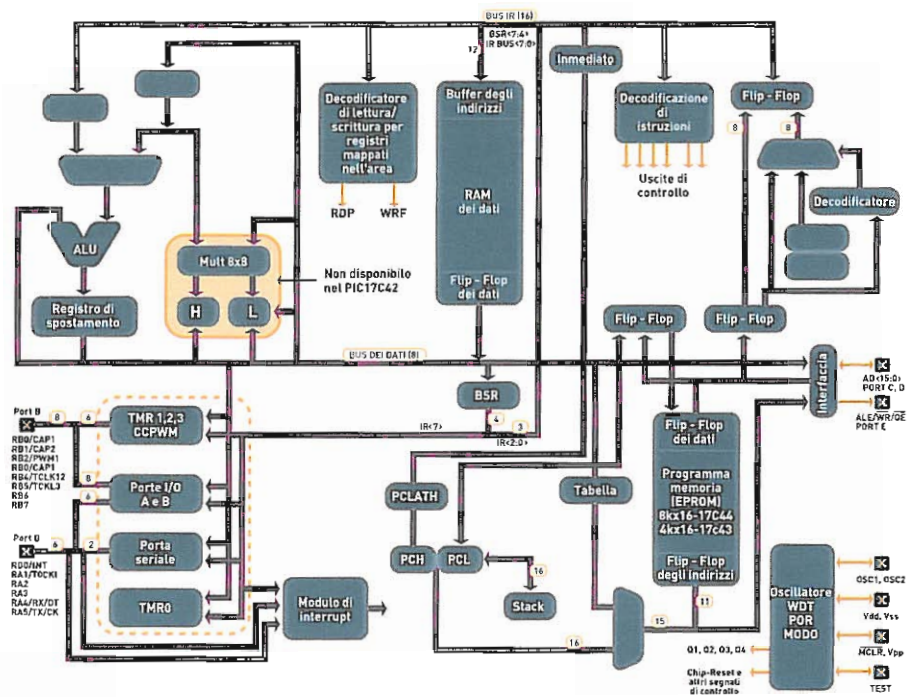 BUS IR (16)
BSR<7:4>
IR BUS<7:0>
12
Inmediato
Decodificatore
di lettura/
scrittura per
registri
mappati
nell'area
RDP
WRF
Buffer degli
indirizzi
RAM
dei dati
Flip - Flop
dei dati
Decodificazione
di
istruzioni
Uscite di
controllo
Flip - Flop
8
8
Decodificatore
ALU
Mult 8x8
H
L
Non disponibile
nel PIC17C42
Registro di
spostamento
Flip - Flop
Flip - Flop
BUS DEI DATI (8)
Interfaccia
AD<15:0>
PORT C, D
ALE/WR/OE
PORT E
BSR
4
3
IR<7>
IR<2:0>
Port B
8
6
RB0/CAP1
RB1/CAP2
RB2/PWM1
RB0/CAP1
RB4/TCLK12
RB5/TCKL3
RB6
RB7
TMR 1,2,3
CCPWM
8
6
Porte I/O
A e B
Port B
6
2
RD0/INT
RA1/TOCKI
RA2
RA3
RA4/RX/DT
RA5/TX/CK
Porta
seriale
TMR0
Modulo di
interrupt
PCLATH
PCH
PCL
16
Stack
16
Tabella
Flip - Flop
dei dati
Programma
memoria
(EPROM)
8kx16-17C44
4kx16-17c43
Flip - Flop
degli indirizzi
11
15
Oscillatore
WDT
POR
MODO
OSC1, OSC2
Vdd, Vss
MCLR, Vpp
TEST
Q1, Q2, Q3, Q4
Chip-Reset e
altri segnali
di controllo